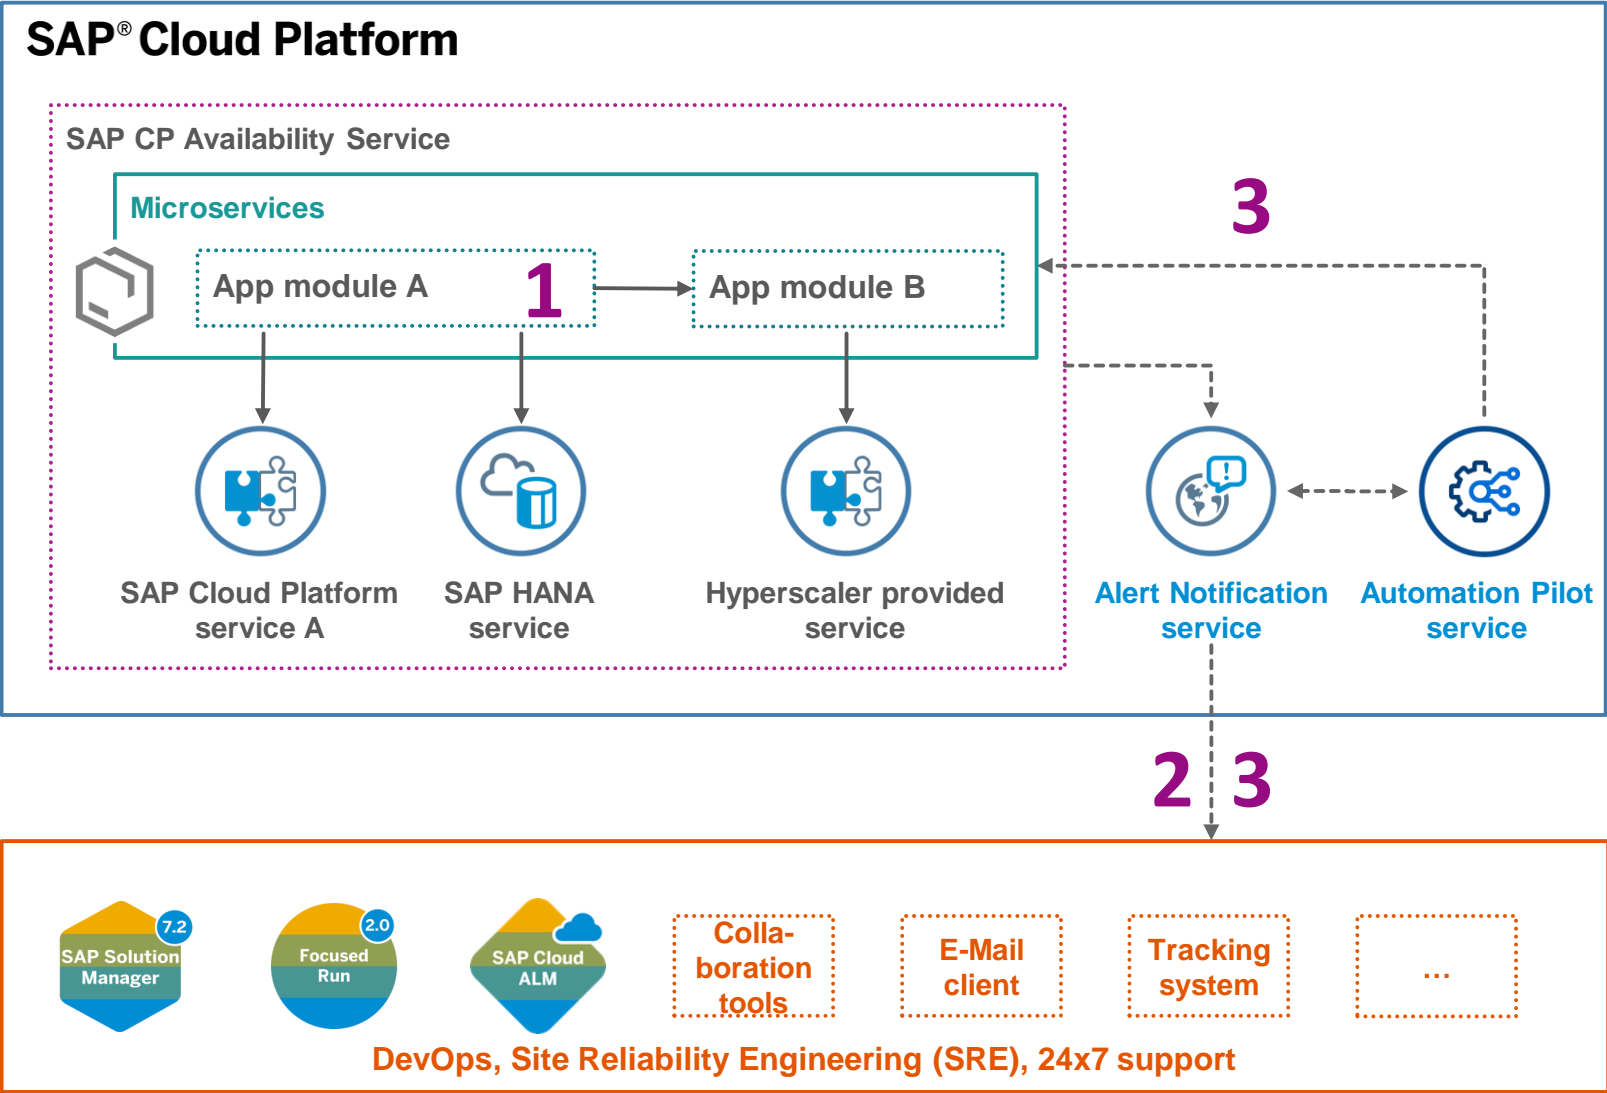 SAP® Cloud Platform
SAP CP Availability Service
Microservices
3
App module A
1
App module B
SAP Cloud Platform
service A
SAP HANA
service
Hyperscaler provided
service
Alert Notification
service
Automation Pilot
service
2
3
7.2
SAP Solution
Manager
2.0
Focused
Run
SAP Cloud
ALM
Colla-
boration
tools
E-Mail
client
Tracking
system
...
DevOps, Site Reliability Engineering (SRE), 24x7 support